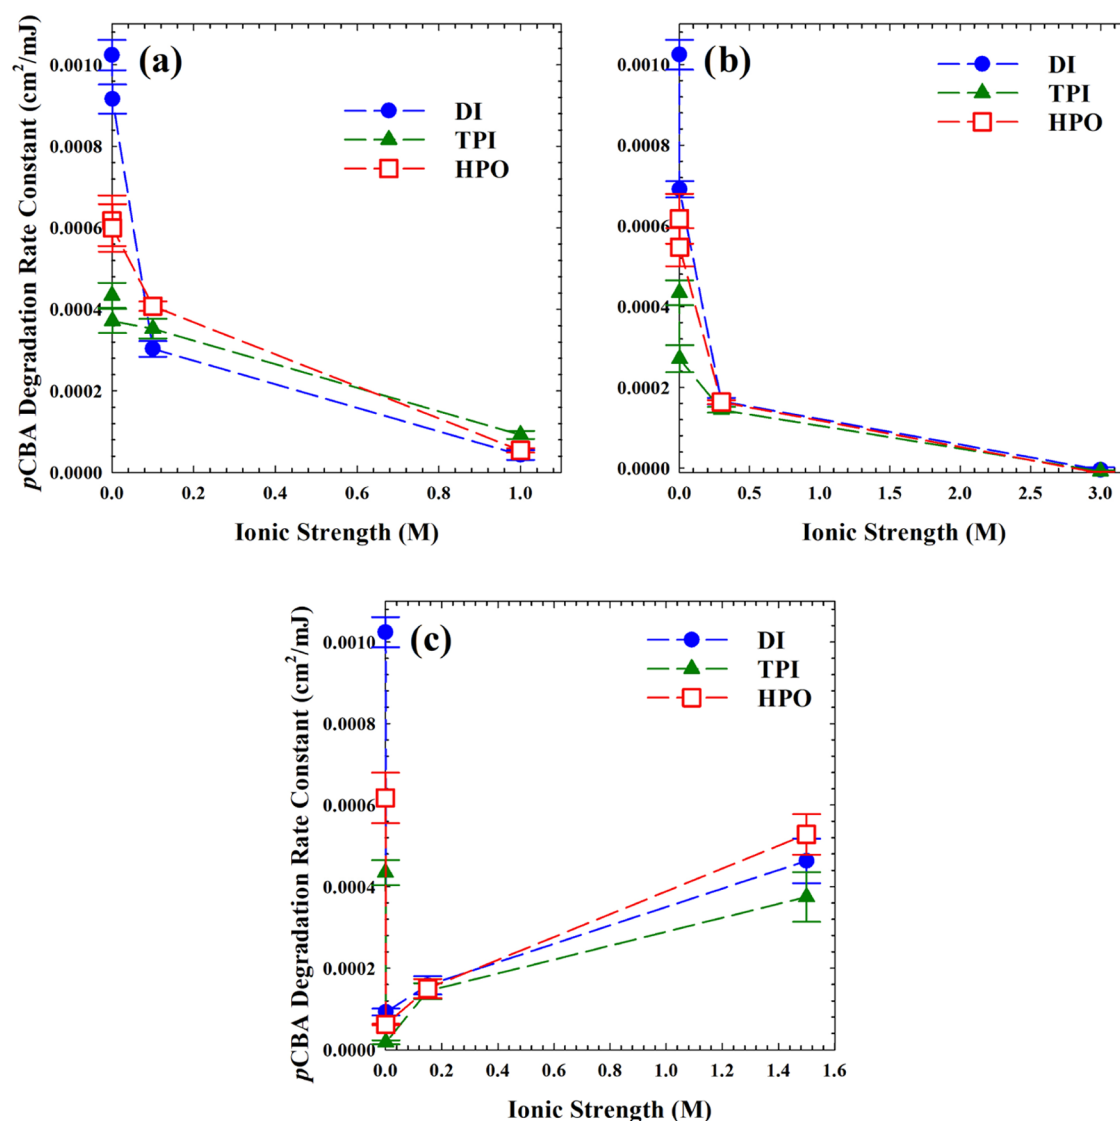 (a)
pCBA Degradation Rate Constant (cm²/mJ)
0.0010
0.0008
0.0006
0.0004
0.0002
0.0000
DI
TPI
HPO
0.0 0.2 0.4 0.6 0.8 1.0
Ionic Strength (M)
(b)
0.0010
0.0008
0.0006
0.0004
0.0002
0.0000
DI
TPI
HPO
0.0 0.5 1.0 1.5 2.0 2.5 3.0
Ionic Strength (M)
(c)
pCBA Degradation Rate Constant (cm²/mJ)
0.0010
0.0008
0.0006
0.0004
0.0002
0.0000
DI
TPI
HPO
0.0 0.2 0.4 0.6 0.8 1.0 1.2 1.4 1.6
Ionic Strength (M)